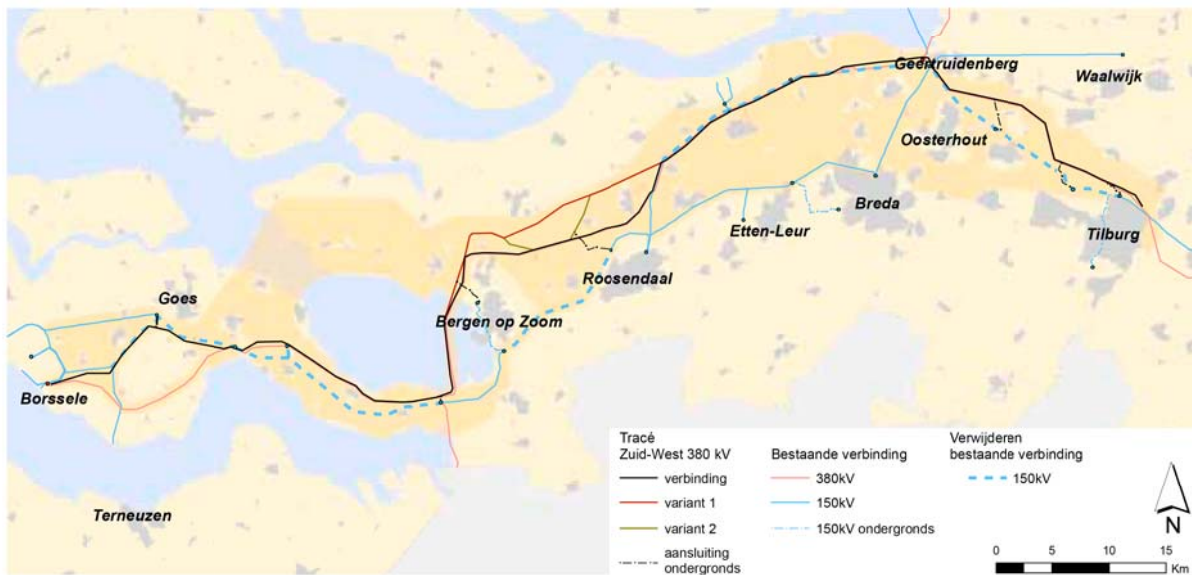 Geertruidenberg
Waalwijk
Oosterhout
Breda
Etten-Leur
Tilburg
Roosendaal
Goes
Bergen op Zoom
Borssele
Terneuzen
Tracé
Zuid-West 380 kV
verbinding
variant 1
variant 2
aansluiting
ondergronds
Bestaande verbinding
380kV
150kV
150kV ondergronds
Verwijderen
bestaande verbinding
150kV
N
0 5 10 15
Km